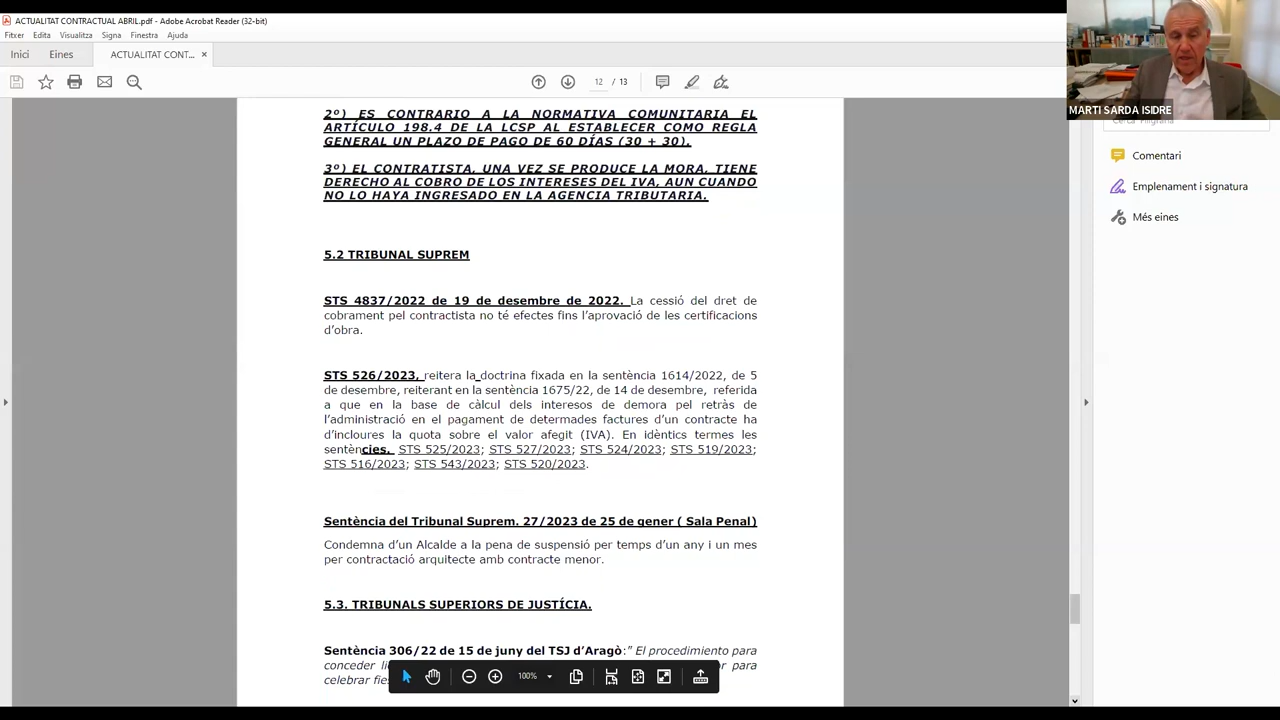 ACTUALITAT CONTRACTUAL ABRIL.pdf - Adobe Acrobat Reader (32-bit)
Fitxer Edita Visualitza Signa Finestra Ajuda
Inici Eines ACTUALITAT CONT... ×
12 / 13
MARTI SARDA ISIDRE
Comentari
Emplenament i signatura
Més eines
2º) ES CONTRARIO A LA NORMATIVA COMUNITARIA EL
ARTÍCULO 198.4 DE LA LCSP AL ESTABLECER COMO REGLA
GENERAL UN PLAZO DE PAGO DE 60 DÍAS (30 + 30).
3º) EL CONTRATISTA, UNA VEZ SE PRODUCE LA MORA, TIENE
DERECHO AL COBRO DE LOS INTERESES DEL IVA, AUN CUANDO
NO LO HAYA INGRESADO EN LA AGENCIA TRIBUTARIA.
5.2 TRIBUNAL SUPREM
STS 4837/2022 de 19 de desembre de 2022. La cessió del dret de
cobrament pel contractista no té efectes fins l'aprovació de les certificacions
d'obra.
STS 526/2023, reitera la doctrina fixada en la sentència 1614/2022, de 5
de desembre, reiterant en la sentència 1675/22, de 14 de desembre, referida
a que en la base de càlcul dels interesos de demora pel retràs de
l'administració en el pagament de determades factures d'un contracte ha
d'incloures la quota sobre el valor afegit (IVA). En idèntics termes les
sentències. STS 525/2023; STS 527/2023; STS 524/2023; STS 519/2023;
STS 516/2023; STS 543/2023; STS 520/2023.
Sentència del Tribunal Suprem. 27/2023 de 25 de gener ( Sala Penal)
Condemna d'un Alcalde a la pena de suspensió per temps d'un any i un mes
per contractació arquitecte amb contracte menor.
5.3. TRIBUNALS SUPERIORS DE JUSTÍCIA.
Sentència 306/22 de 15 de juny del TSJ d'Aragò:" El procedimiento para
conceder para
celebrar
100%